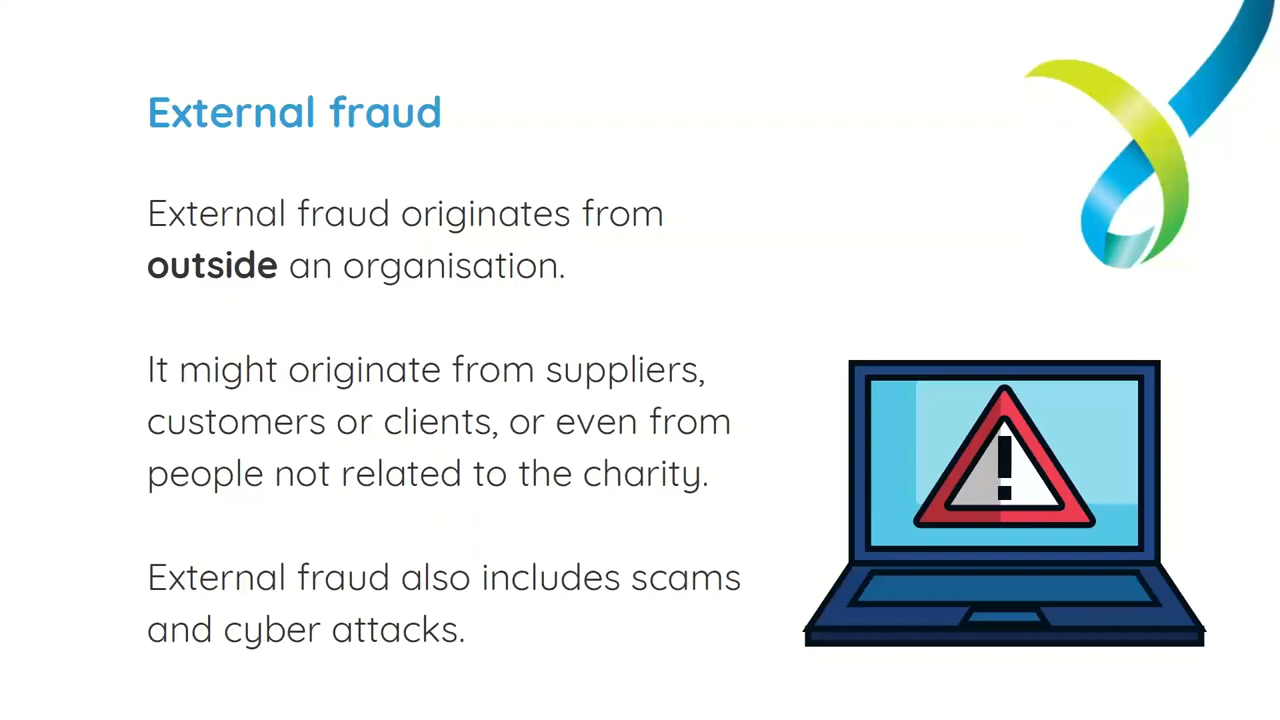 External fraud
External fraud originates from
outside an organisation.
It might originate from suppliers,
customers or clients, or even from
people not related to the charity.
External fraud also includes scams
and cyber attacks.